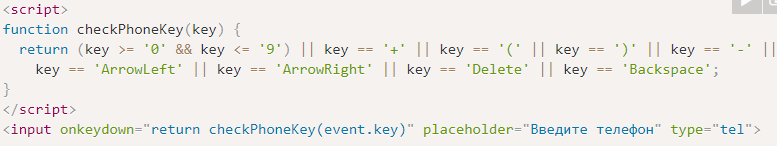 <script>
function checkPhoneKey(key) {
  return (key >= '0' && key <= '9') || key == '+' || key == '(' || key == ')' || key == '-' ||
    key == 'ArrowLeft' || key == 'ArrowRight' || key == 'Delete' || key == 'Backspace';
}
</script>
<input onkeydown="return checkPhoneKey(event.key)" placeholder="Введите телефон" type="tel">